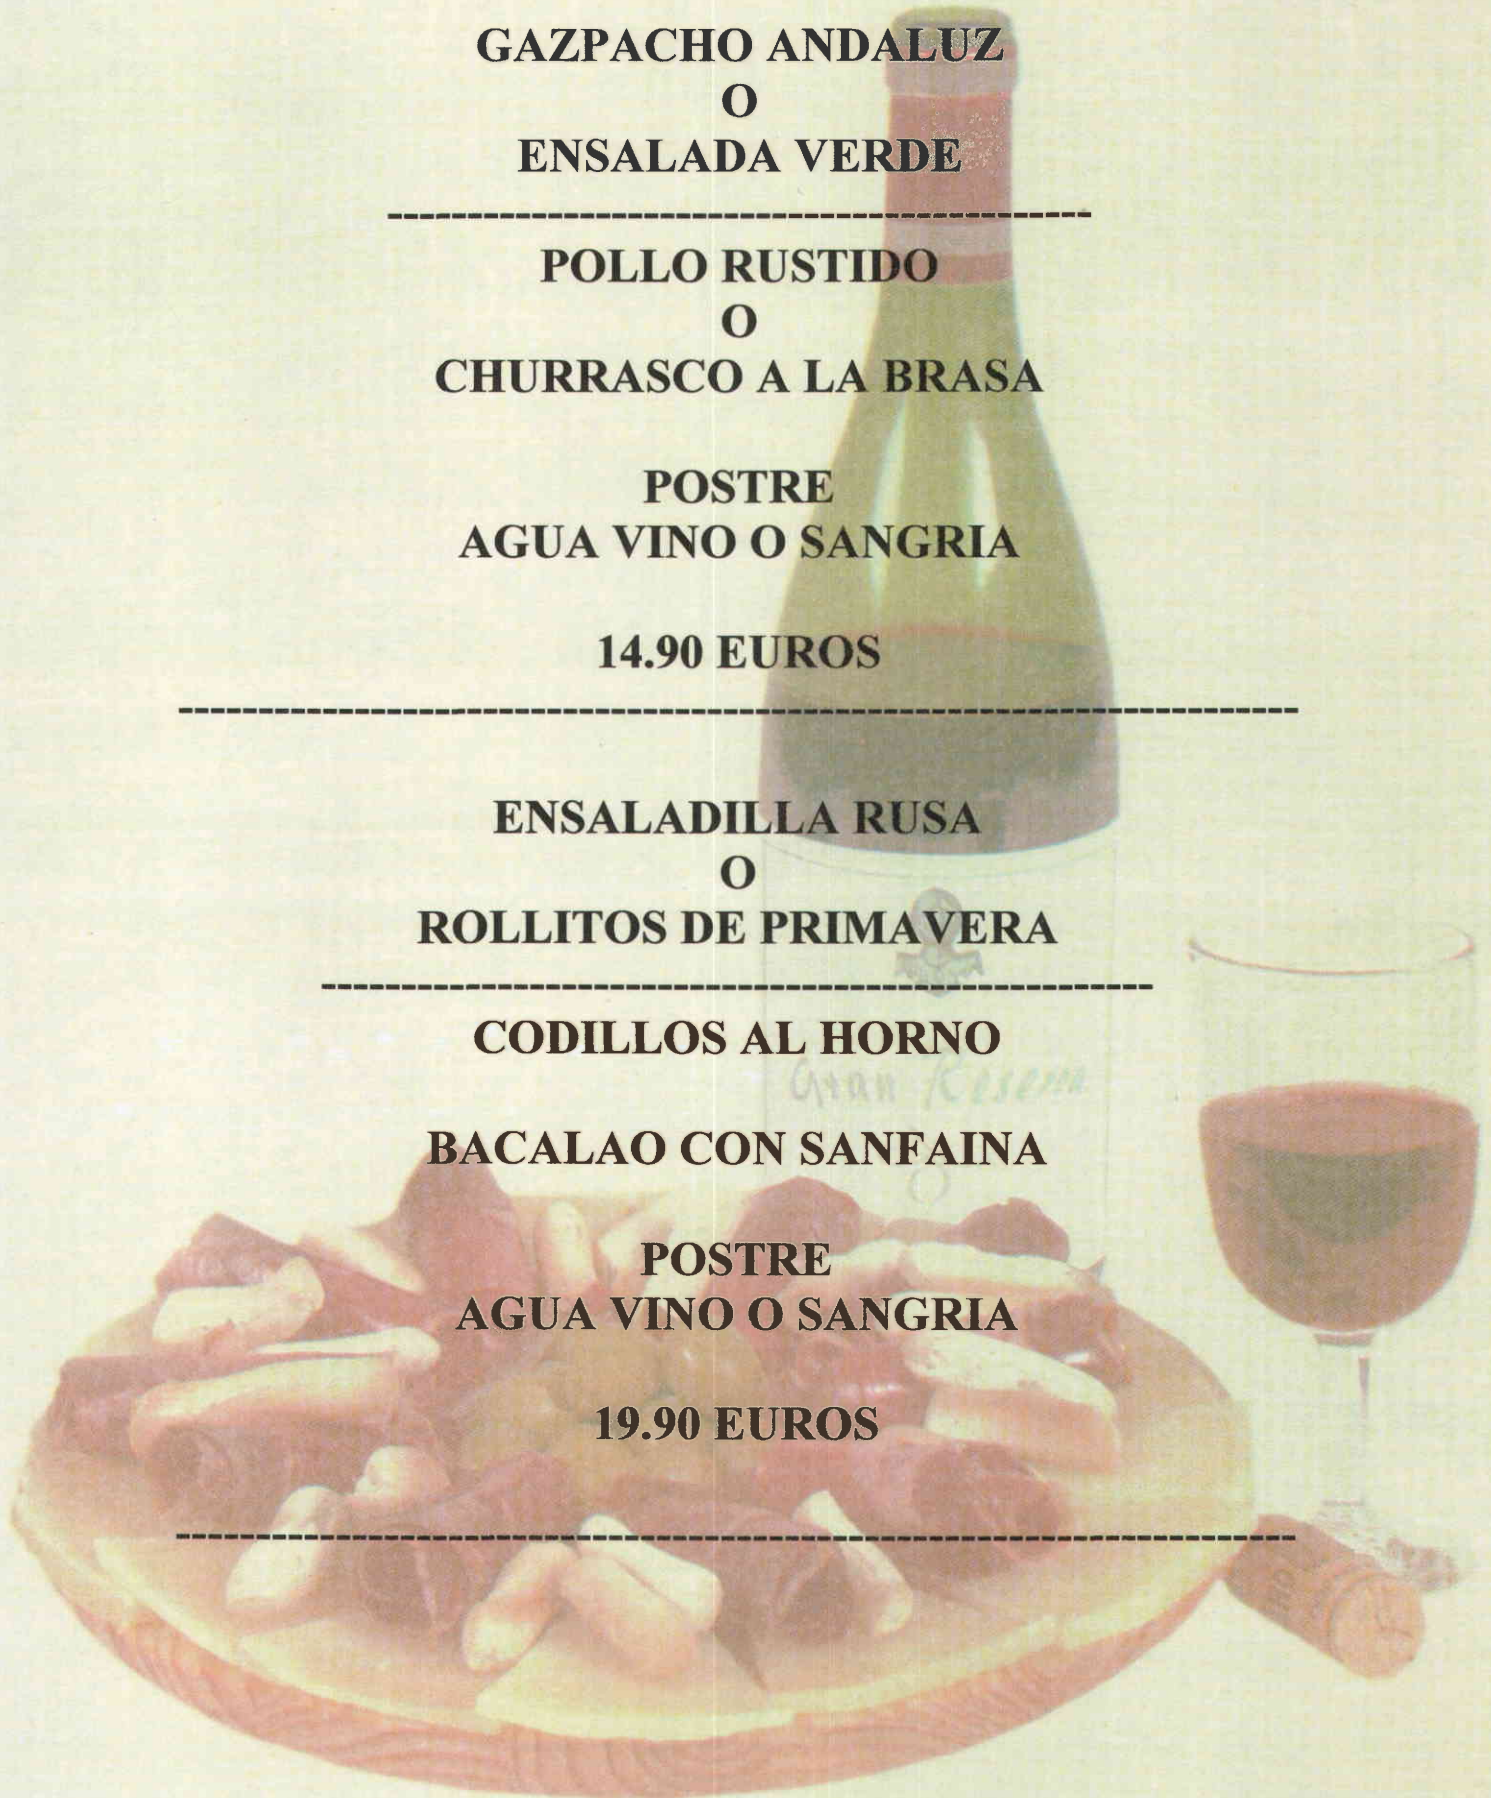 GAZPACHO ANDALUZ
O
ENSALADA VERDE
--------------------------------------------
POLLO RUSTIDO
O
CHURRASCO A LA BRASA
POSTRE
AGUA VINO O SANGRIA
14.90 EUROS
----------------------------------------------------------------------
ENSALADILLA RUSA
O
ROLLITOS DE PRIMAVERA
----------------------------------------------------
CODILLOS AL HORNO
Gran Reserva
BACALAO CON SANFAINA
POSTRE
AGUA VINO O SANGRIA
19.90 EUROS
----------------------------------------------------------------------